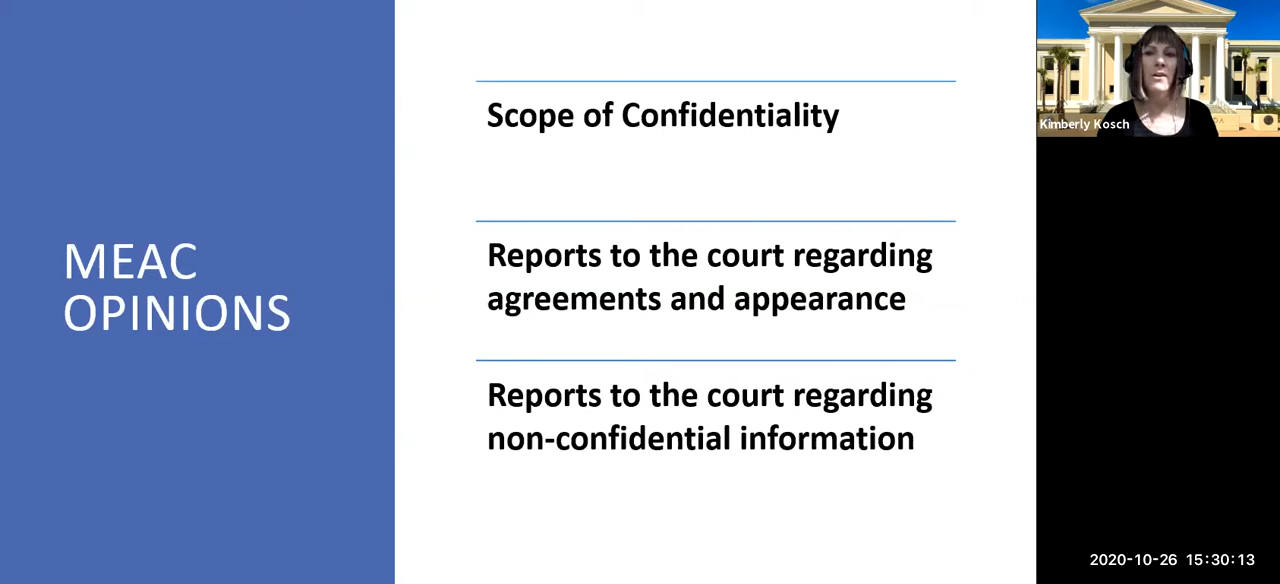 MEAC
OPINIONS
Scope of Confidentiality
Reports to the court regarding
agreements and appearance
Reports to the court regarding
non-confidential information
Kimberly Kosch
2020-10-26 15:30:13